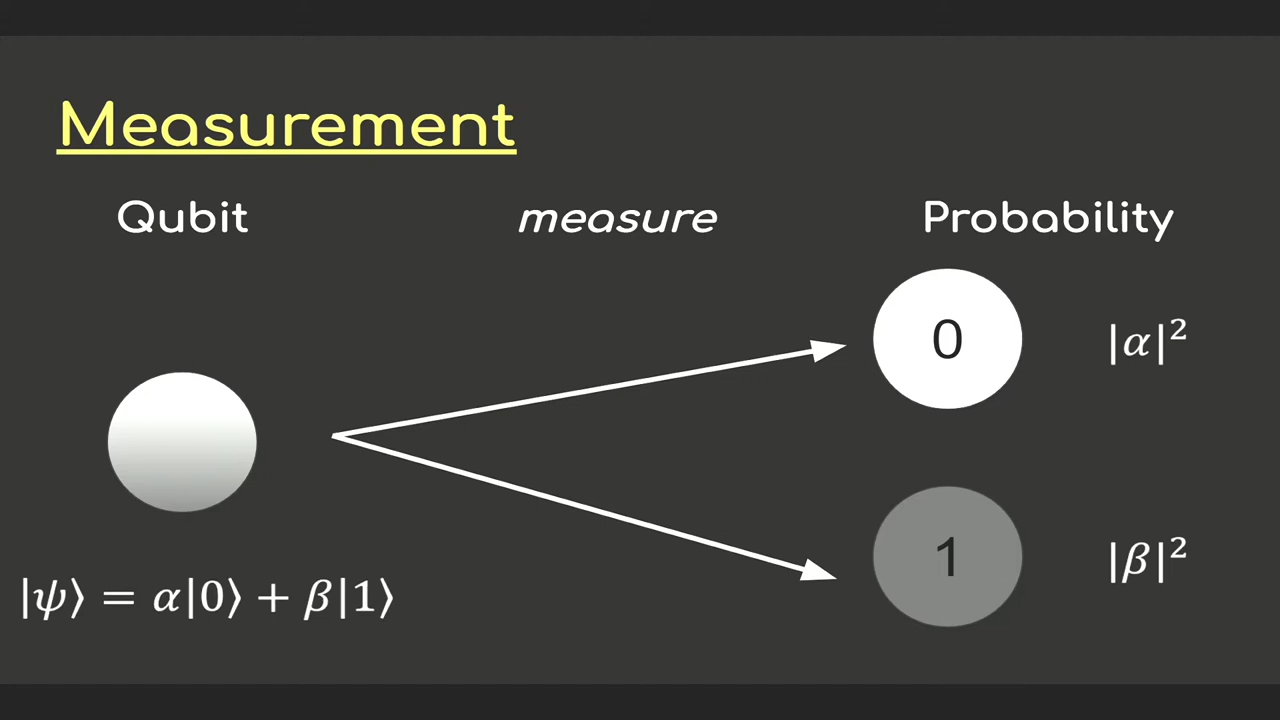 Measurement
Qubit measure Probability
0 |α|²
1 |β|²
|ψ⟩ = α|0⟩ + β|1⟩